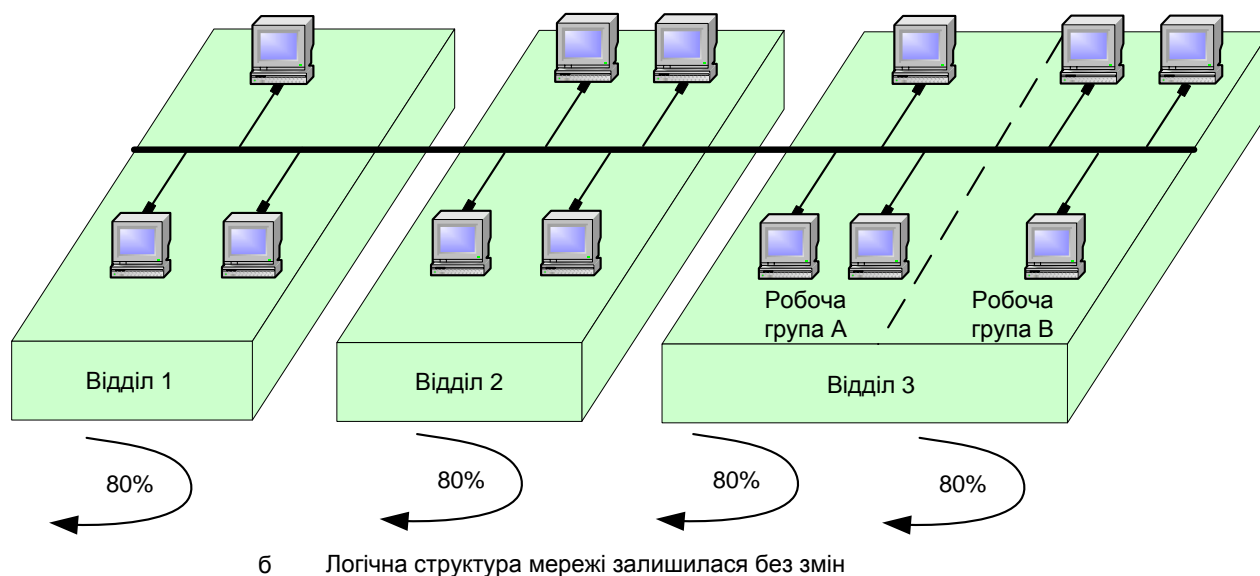 Робоча
група А
Робоча
група В
Відділ 1
Відділ 2
Відділ 3
80%
80%
80%
80%
б Логічна структура мережі залишилася без змін